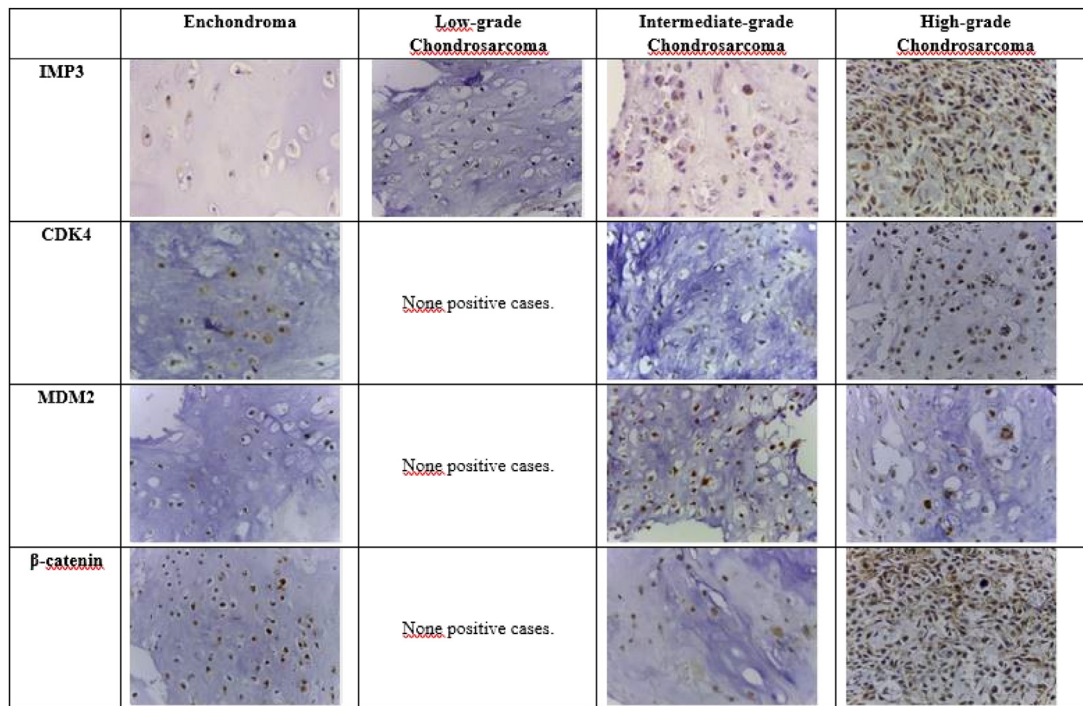 Enchondroma
Low-grade
Chondrosarcoma
Intermediate-grade
Chondrosarcoma
High-grade
Chondrosarcoma
IMP3
CDK4
None positive cases.
MDM2
None positive cases.
β-catenin
None positive cases.